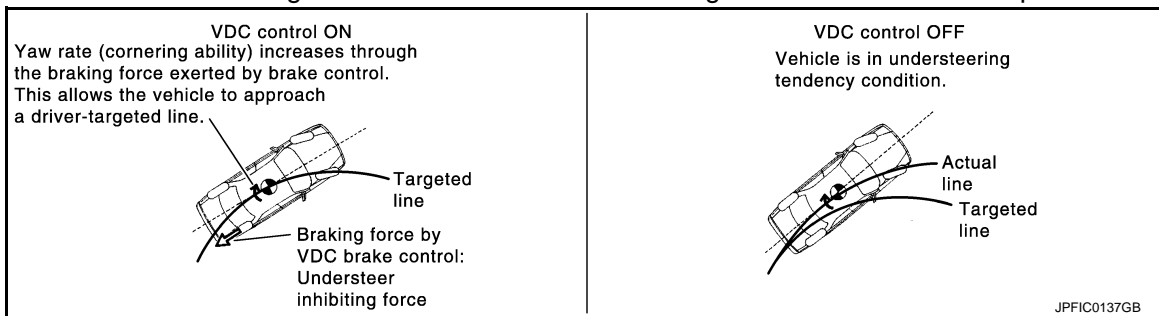 VDC control ON
Yaw rate (cornering ability) increases through
the braking force exerted by brake control.
This allows the vehicle to approach
a driver-targeted line.
Targeted
line
Braking force by
VDC brake control:
Understeer
inhibiting force
VDC control OFF
Vehicle is in understeering
tendency condition.
Actual
line
Targeted
line
JPFIC0137GB